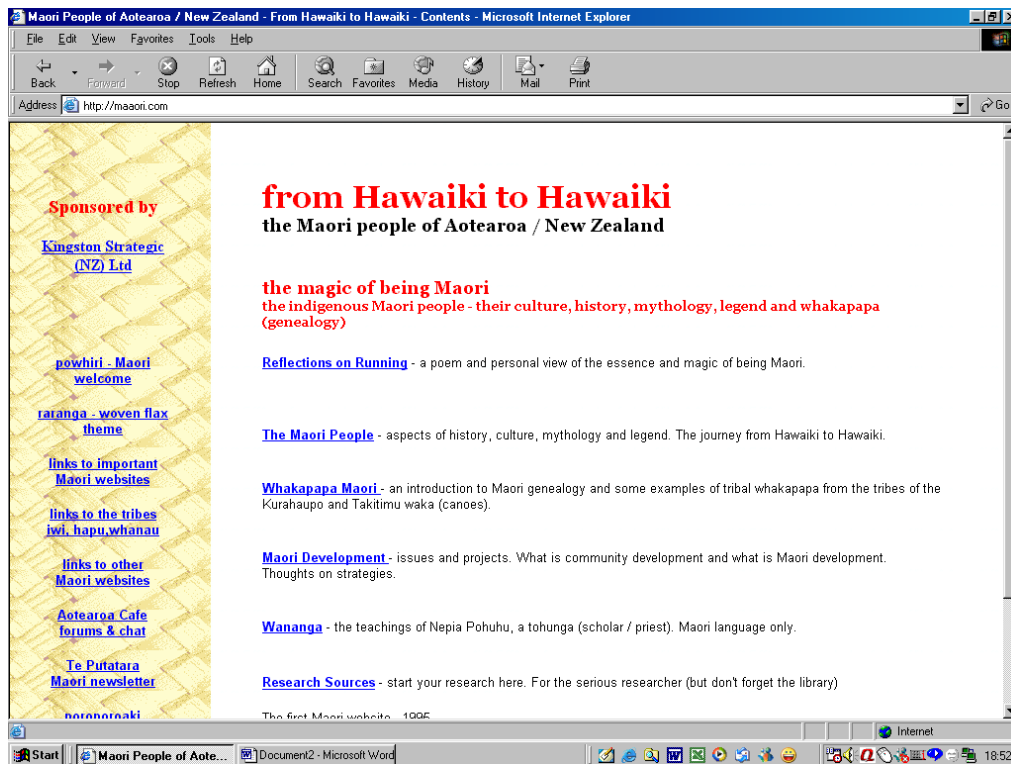 Maori People of Aotearoa / New Zealand - From Hawaiki to Hawaiki - Contents - Microsoft Internet Explorer
File Edit View Favorites Tools Help
Back Forward Stop Refresh Home Search Favorites Media History Mail Print
Address http://maaori.com Go
Sponsored by
Kingston Strategic
(NZ) Ltd
powhiri - Maori
welcome
raranga - woven flax
theme
links to important
Maori websites
links to the tribes
iwi, hapu,whanau
links to other
Maori websites
Aotearoa Cafe
forums & chat
Te Putatara
Maori newsletter
poroporoaki
from Hawaiki to Hawaiki
the Maori people of Aotearoa / New Zealand
the magic of being Maori
the indigenous Maori people - their culture, history, mythology, legend and whakapapa
(genealogy)
Reflections on Running - a poem and personal view of the essence and magic of being Maori.
The Maori People - aspects of history, culture, mythology and legend. The journey from Hawaiki to Hawaiki.
Whakapapa Maori - an introduction to Maori genealogy and some examples of tribal whakapapa from the tribes of the
Kurahaupo and Takitimu waka (canoes).
Maori Development - issues and projects. What is community development and what is Maori development.
Thoughts on strategies.
Wananga - the teachings of Nepia Pohuhu, a tohunga (scholar / priest). Maori language only.
Research Sources - start your research here. For the serious researcher (but don't forget the library)
The first Maori website - 1995
Internet
Start Maori People of Aote... Document2 - Microsoft Word 18:52